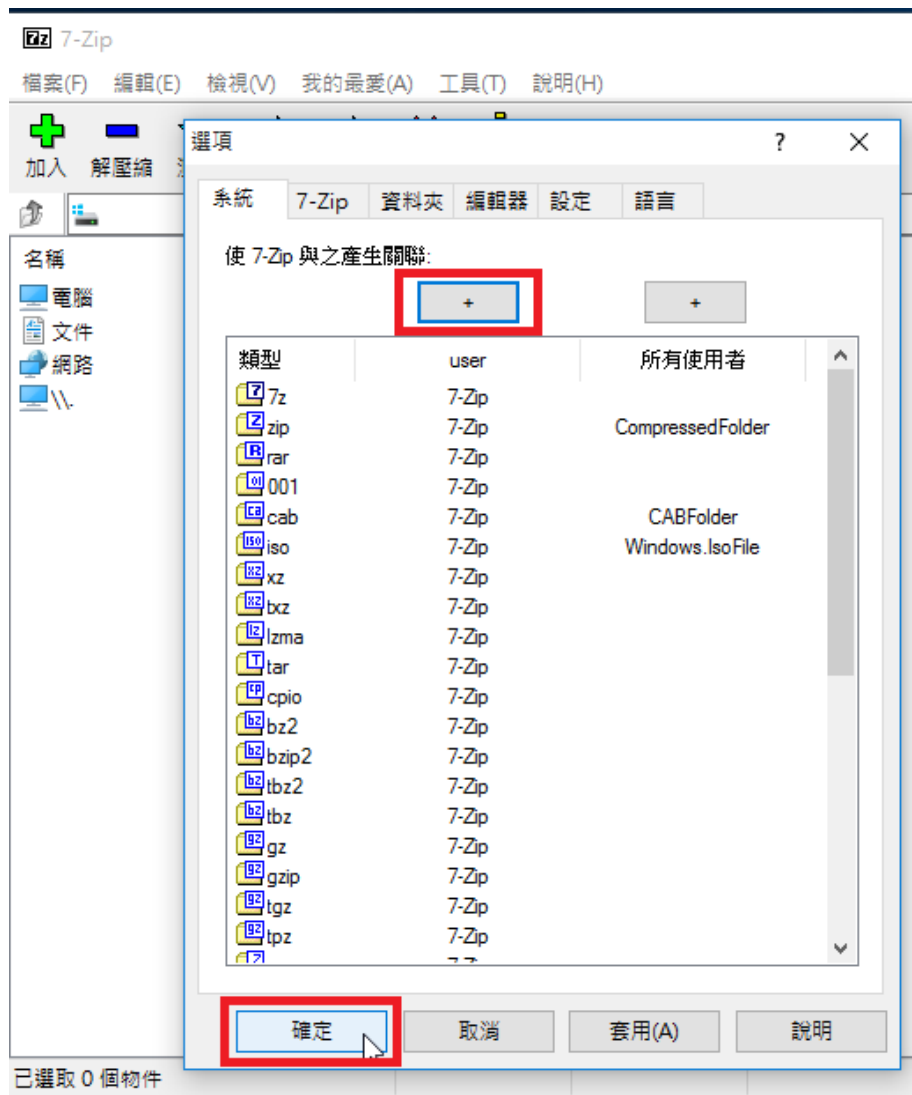 7z 7-Zip
檔案(F) 編輯(E) 檢視(V) 我的最愛(A) 工具(T) 說明(H)
加入 解壓縮
選項 ? ×
系統 7-Zip 資料夾 編輯器 設定 語言
名稱
電腦
文件
網路
\\.
使 7-Zip 與之產生關聯:
+ +
類型 user 所有使用者
7z 7-Zip
zip 7-Zip CompressedFolder
rar 7-Zip
001 7-Zip
cab 7-Zip CABFolder
iso 7-Zip Windows.IsoFile
xz 7-Zip
txz 7-Zip
lzma 7-Zip
tar 7-Zip
cpio 7-Zip
bz2 7-Zip
bzip2 7-Zip
tbz2 7-Zip
tbz 7-Zip
gz 7-Zip
gzip 7-Zip
tgz 7-Zip
tpz 7-Zip
確定 取消 套用(A) 說明
已選取 0 個物件